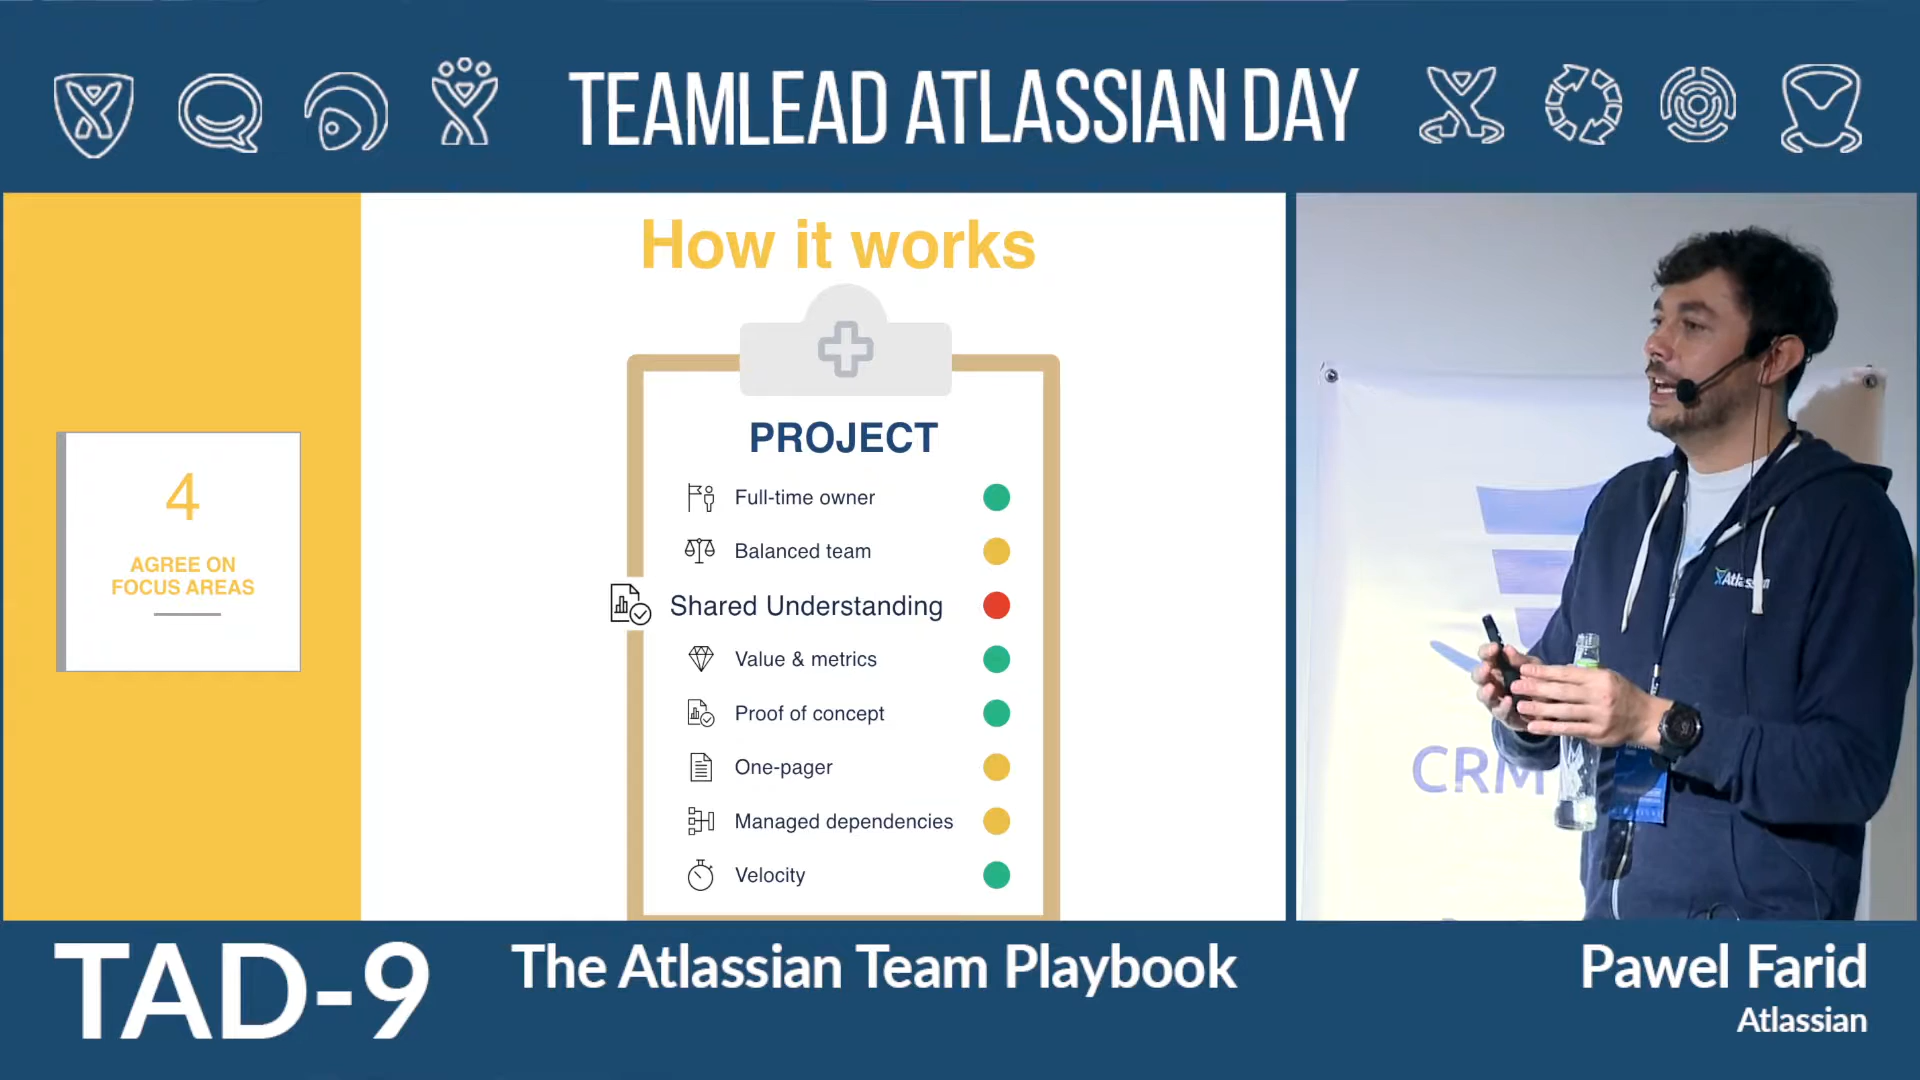 TEAMLEAD ATLASSIAN DAY
How it works
4
AGREE ON
FOCUS AREAS
PROJECT
Full-time owner
Balanced team
Shared Understanding
Value & metrics
Proof of concept
One-pager
Managed dependencies
Velocity
Atlassian
CRM
TAD-9
The Atlassian Team Playbook
Pawel Farid
Atlassian